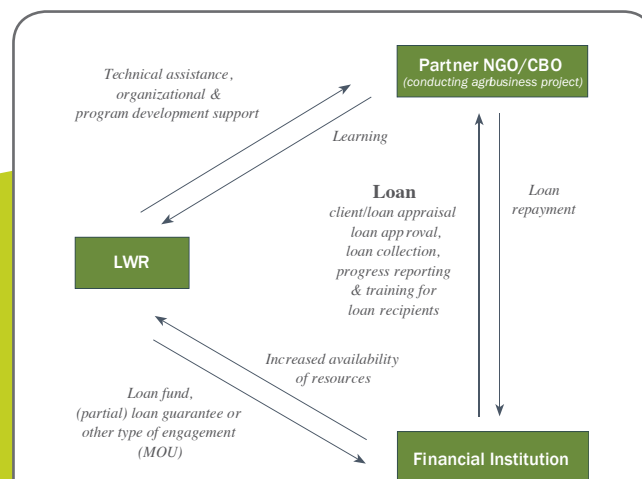 Partner NGO/CBO
(conducting agribusiness project)
Technical assistance,
organizational &
program development support
Learning
Loan
client/loan appraisal
loan approval,
loan collection,
progress reporting
& training for
loan recipients
Loan
repayment
LWR
Increased availability
of resources
Loan fund,
(partial) loan guarantee or
other type of engagement
(MOU)
Financial Institution